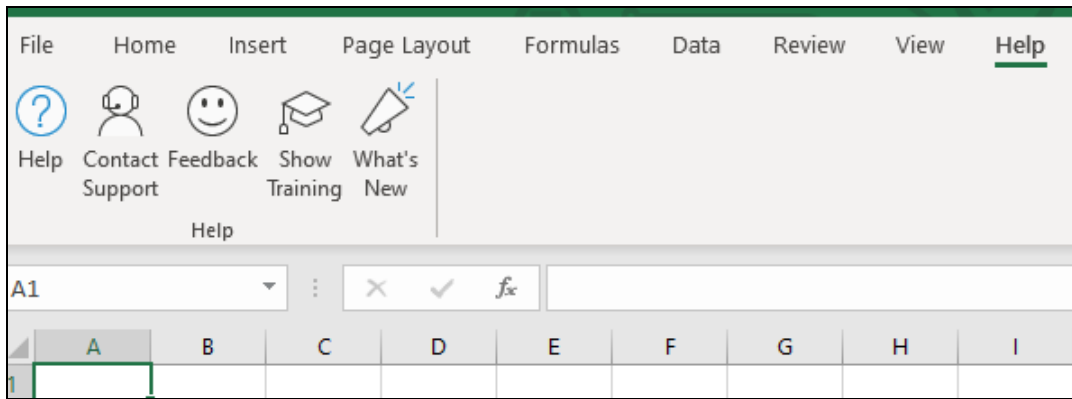 File Home Insert Page Layout Formulas Data Review View Help
Help Contact Support Feedback Show Training What's New
Help
A1 fx
A B C D E F G H I
1